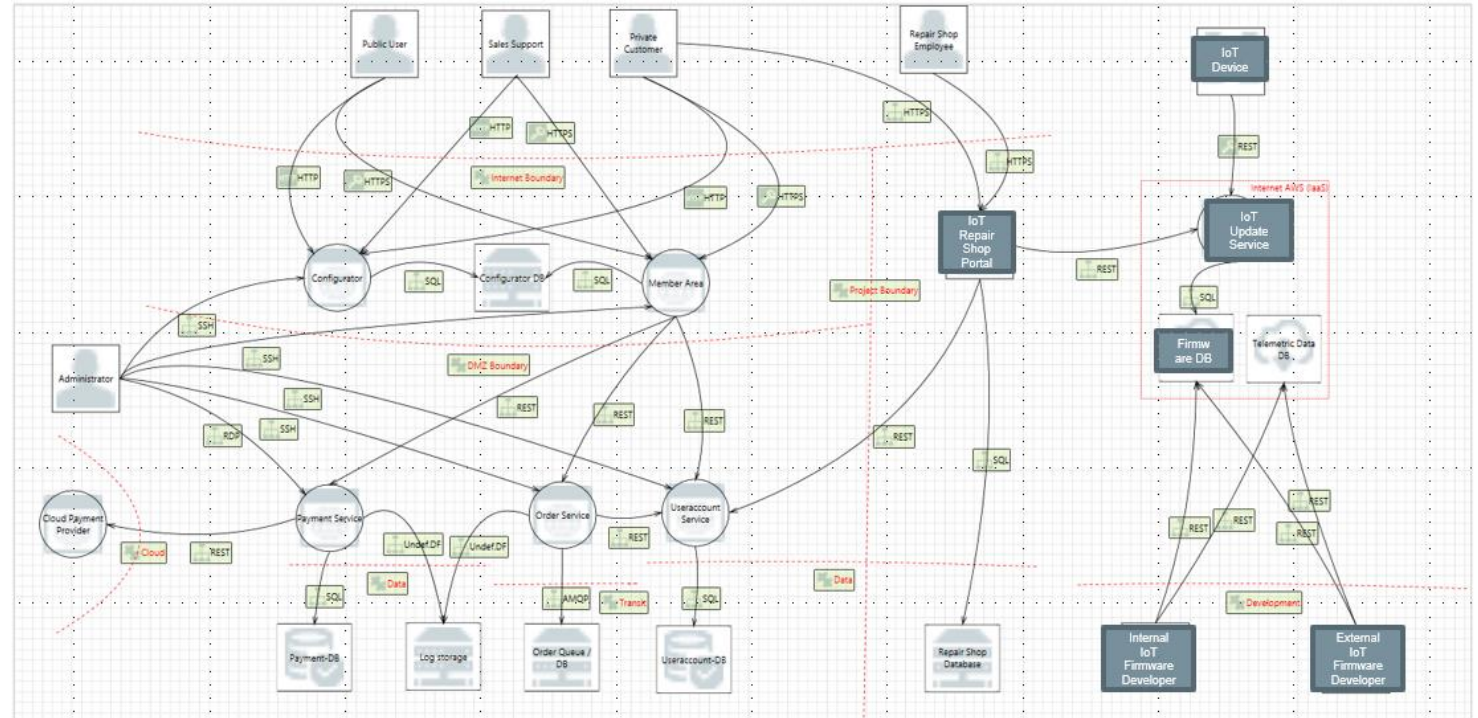 Public User
Sales Support
Private
Customer
Repair Shop
Employee
IoT
Device
HTTPS
HTTP
HTTPS
REST
HTTPS
HTTP
HTTPS
Internet Boundary
HTTP
HTTPS
Internet AWS (IaaS)
IoT
Repair
Shop
Portal
IoT
Update
Service
Configurator
SQL
Configurator DB
SQL
Member Area
REST
Project Boundary
SQL
SSH
Firmw
are DB
Telemetric Data
DB
SSH
DMZ Boundary
Administrator
SSH
REST
REST
REST
RDP
SSH
REST
SQL
Cloud Payment
Provider
Payment Service
Order Service
Useraccount
Service
REST
REST
REST
REST
Cloud
REST
Undef.DF
Undef.DF
REST
Data
Data
SQL
AMQP
Transit
SQL
Development
Payment-DB
Log storage
Order Queue /
DB
Useraccount-DB
Repair Shop
Database
Internal
IoT
Firmware
Developer
External
IoT
Firmware
Developer